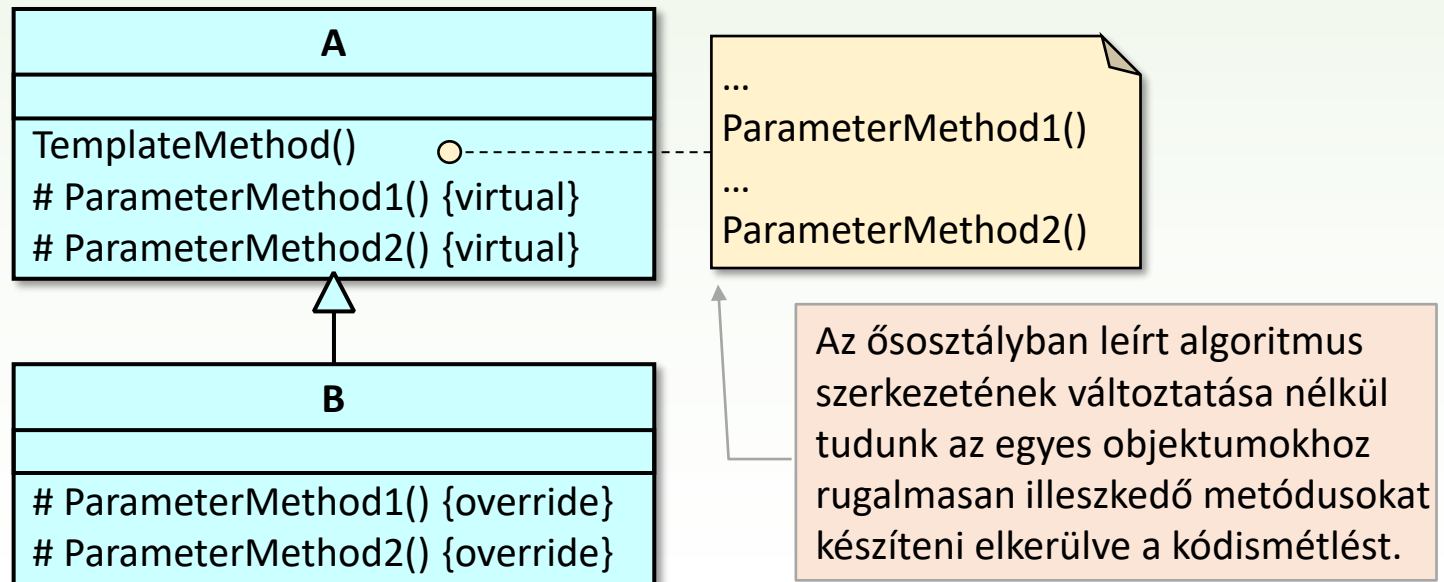 A
TemplateMethod()
# ParameterMethod1() {virtual}
# ParameterMethod2() {virtual}
...
ParameterMethod1()
...
ParameterMethod2()
B
# ParameterMethod1() {override}
# ParameterMethod2() {override}
Az ősosztályban leírt algoritmus
szerkezetének változtatása nélkül
tudunk az egyes objektumokhoz
rugalmasan illeszkedő metódusokat
készíteni elkerülve a kódismétlést.